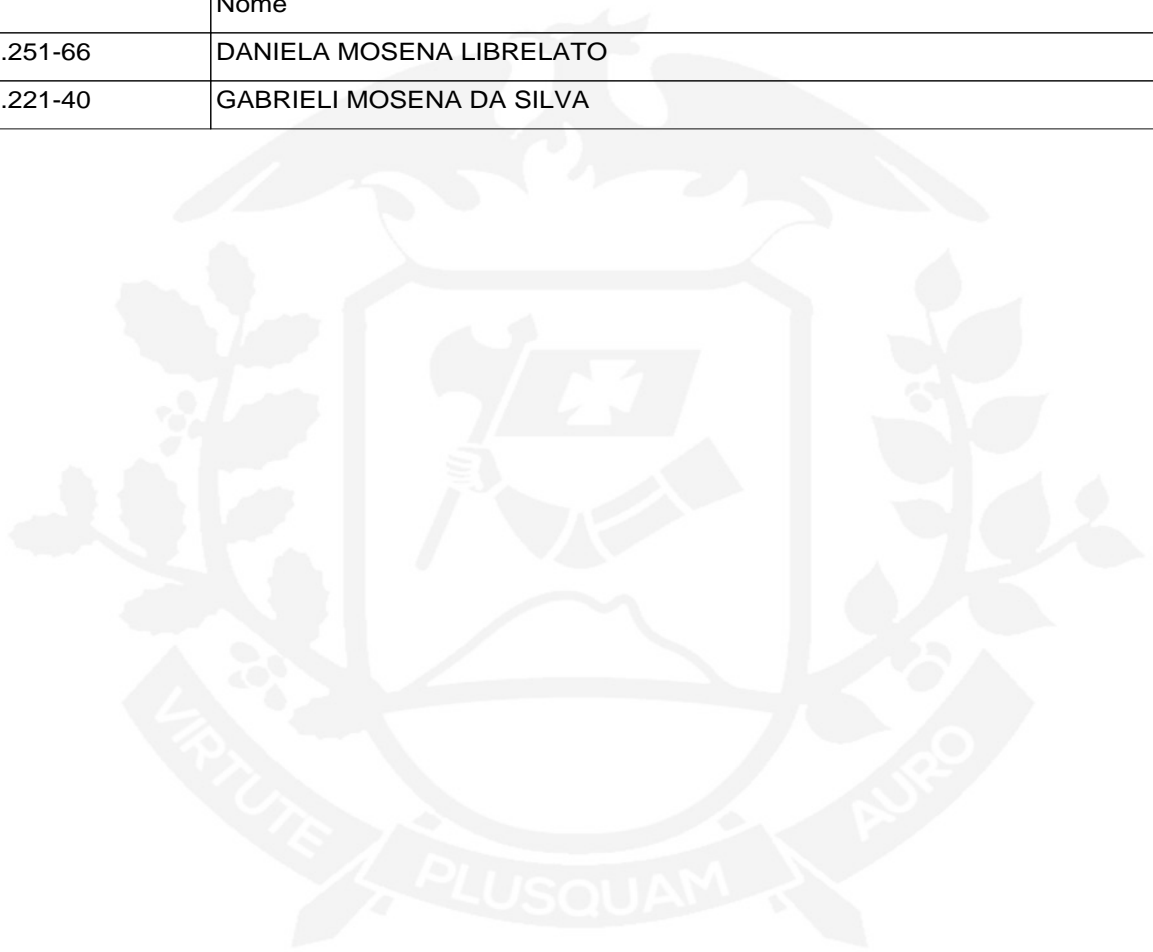 Nome
.251-66 DANIELA MOSENA LIBRELATO
.221-40 GABRIELI MOSENA DA SILVA
VIRTUTE PLUSQUAM AURO